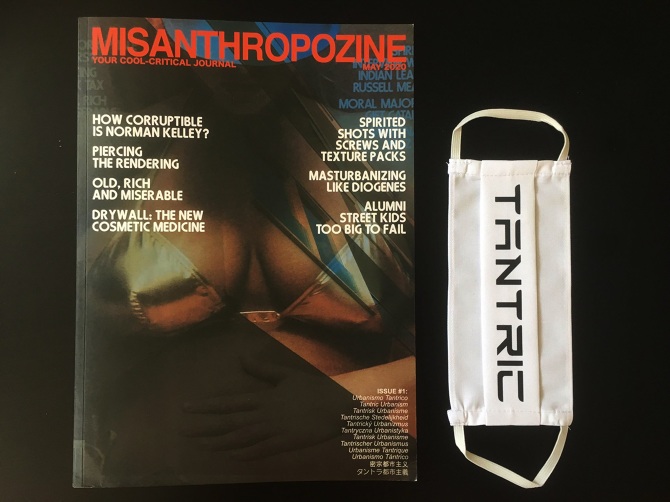 MISANTHROPOZINE
YOUR COOL-CRITICAL JOURNAL
MAY 2020
INDIAN LEA
RUSSELL MEA
MORAL MAJOR
TAX
HOW CORRUPTIBLE
IS NORMAN KELLEY?
PIERCING
THE RENDERING
OLD, RICH
AND MISERABLE
DRYWALL: THE NEW
COSMETIC MEDICINE
SPIRITED
SHOTS WITH
SCREWS AND
TEXTURE PACKS
MASTURBANIZING
LIKE DIOGENES
ALUMNI
STREET KIDS
TOO BIG TO FAIL
ISSUE #1:
Urbanismo Tantrico
Tantric Urbanism
Tantrisk Urbanisme
Tantrische Stedelijkheid
Tantrický Urbanizmus
Tantryczna Urbanistyka
Tantrisk Urbanisme
Tantrischer Urbanismus
Urbanisme Tantrique
Urbanismo Tántrico
密宗都市主义
タントラ都市主義
TANTRIC